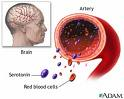 Artery
Brain
Serotonin
Red blood cells
ADAM.